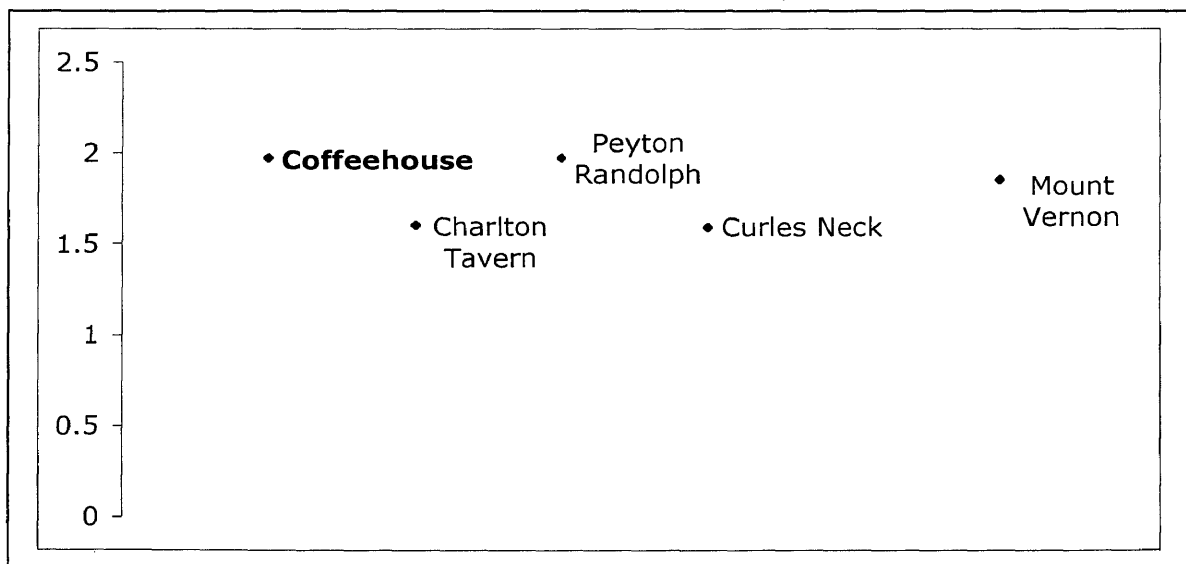 2.5
2
1.5
1
0.5
0
Coffeehouse
Charlton
Tavern
Peyton
Randolph
Curles Neck
Mount
Vernon